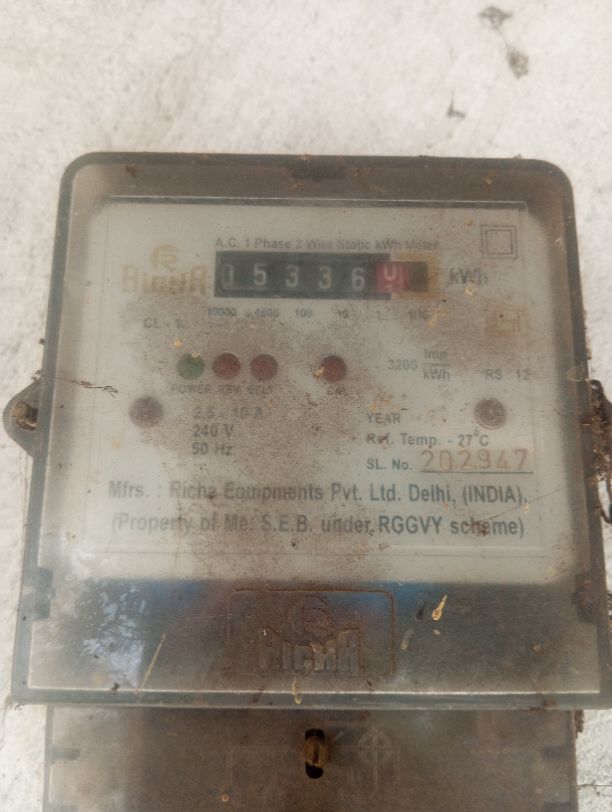 A.C. 1 Phase 2 Wire Static kWh Meter
RICHA
0 5 3 3 6 0 kWh
10000 1000 100 10 1 1/10
CL - 1
3200 Imp/kWh
RS - 12
POWER REV. E/L1 CAL
2.5 - 10 A
240 V
50 Hz.
YEAR
Ref. Temp. - 27°C
SL. No. 202947
Mfrs. : Richa Equipments Pvt. Ltd. Delhi, (INDIA).
(Property of Me. S.E.B. under RGGVY scheme)
RICHA